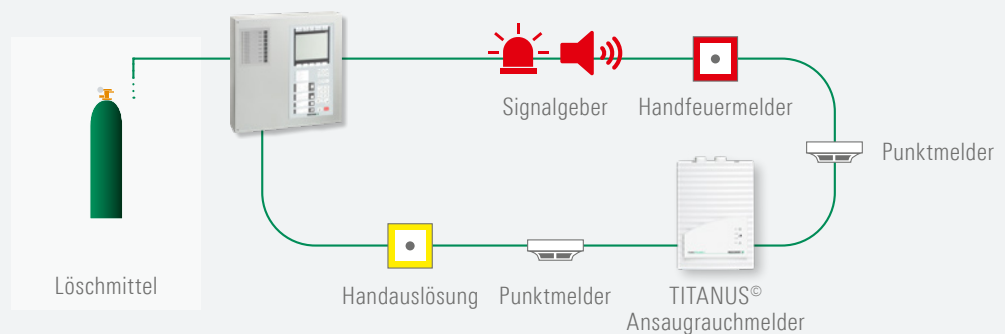 Signalgeber
Handfeuermelder
Punktmelder
Löschmittel
Handauslösung
Punktmelder
TITANUS©
Ansaugrauchmelder